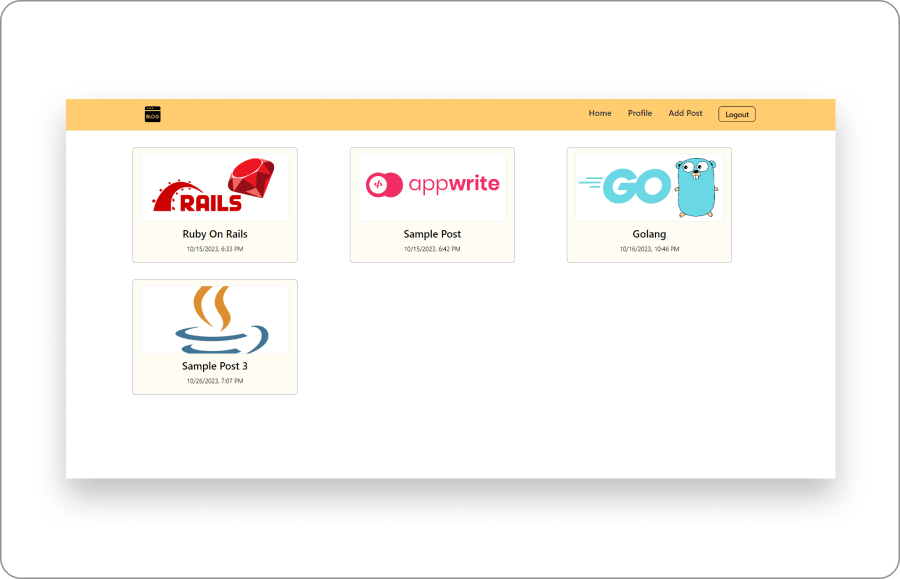 BLOG
Home Profile Add Post Logout
RAILS
appwrite
GO
Ruby On Rails
Sample Post
Golang
10/15/2023, 6:33 PM
10/15/2023, 6:42 PM
10/16/2023, 10:46 PM
Sample Post 3
10/26/2023, 7:07 PM